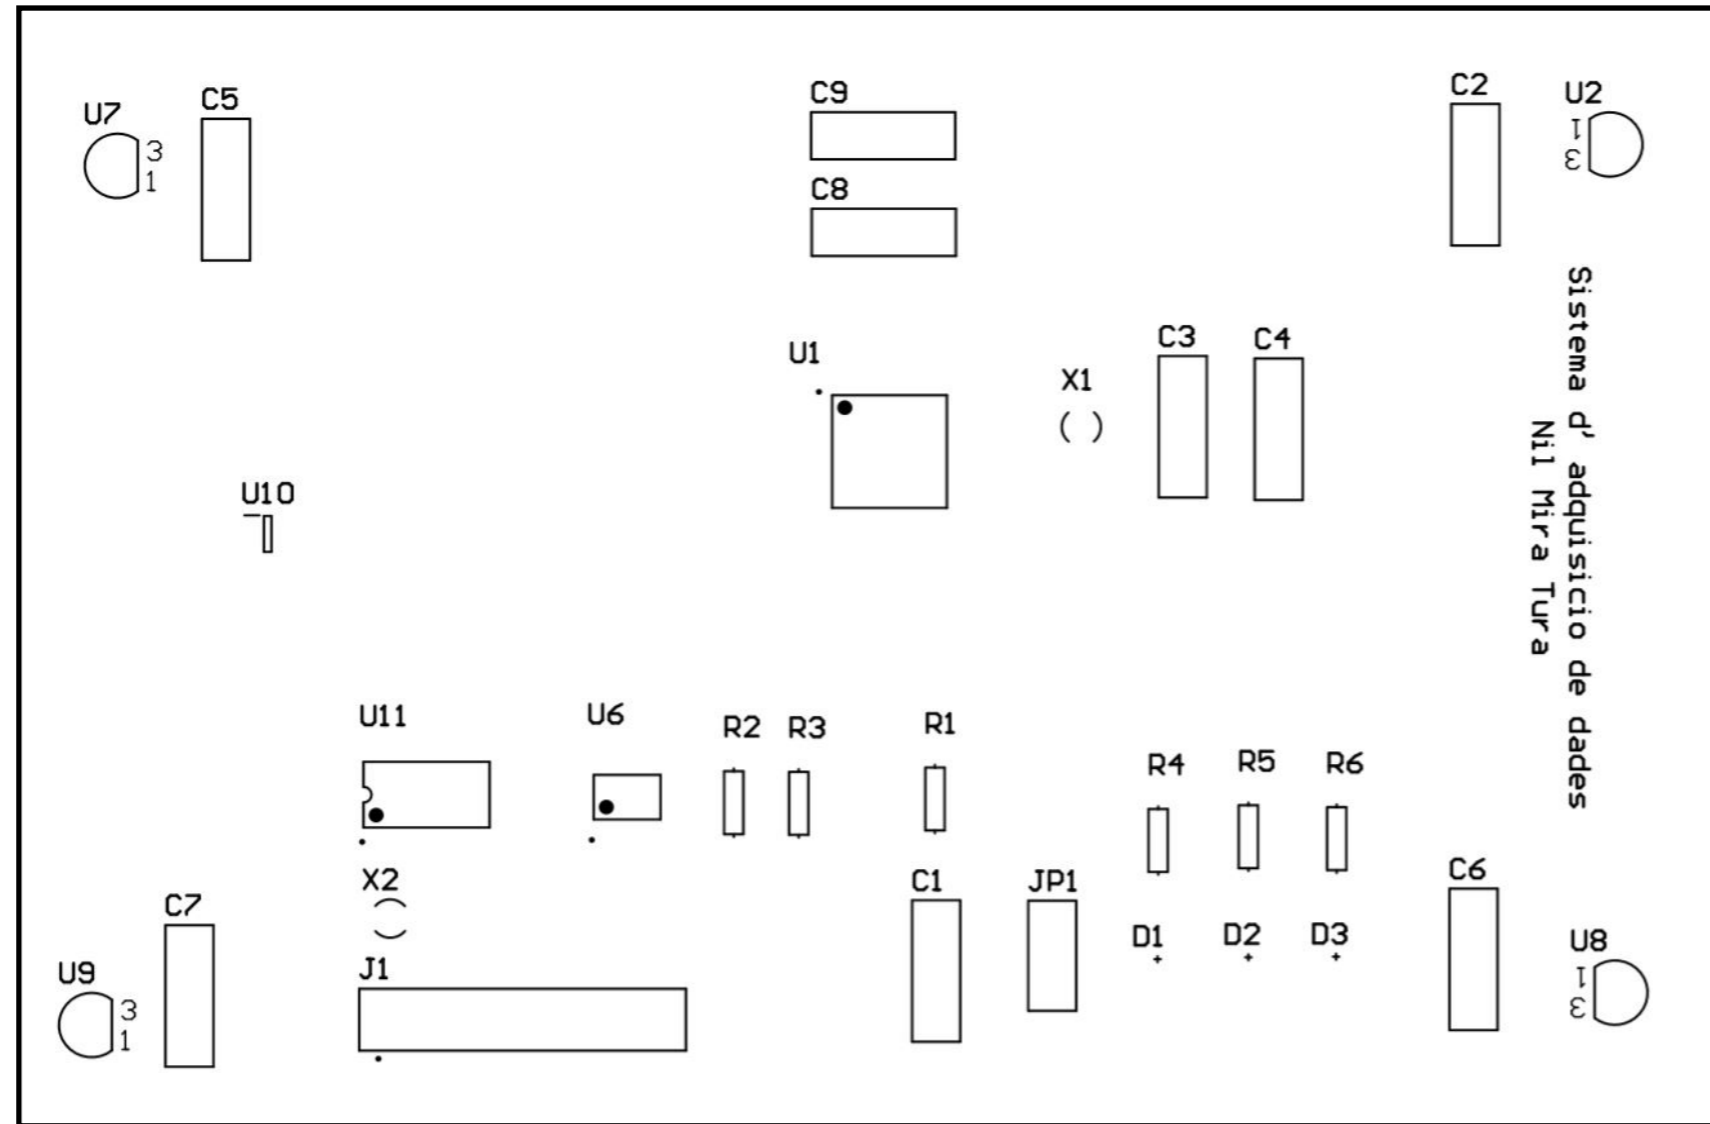 C9
C2
U2
C5
U7
1
3
3
1
C8
Sistema d' adquisicio de dades
Nil Mira Tura
C3
C4
U1
X1
U10
U11
U6
R2
R3
R1
R4
R5
R6
X2
C1
JP1
C6
C7
D1
D2
D3
U8
J1
U9
1
3
3
1